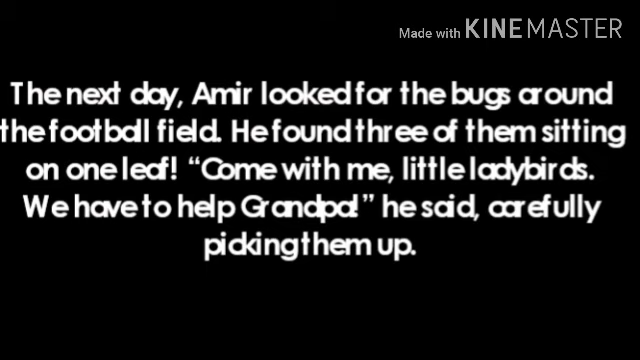 Made with KINEMASTER
The next day, Amir looked for the bugs around
the football field. He found three of them sitting
on one leaf! “Come with me, little ladybirds.
We have to help Grandpa!” he said, carefully
picking them up.